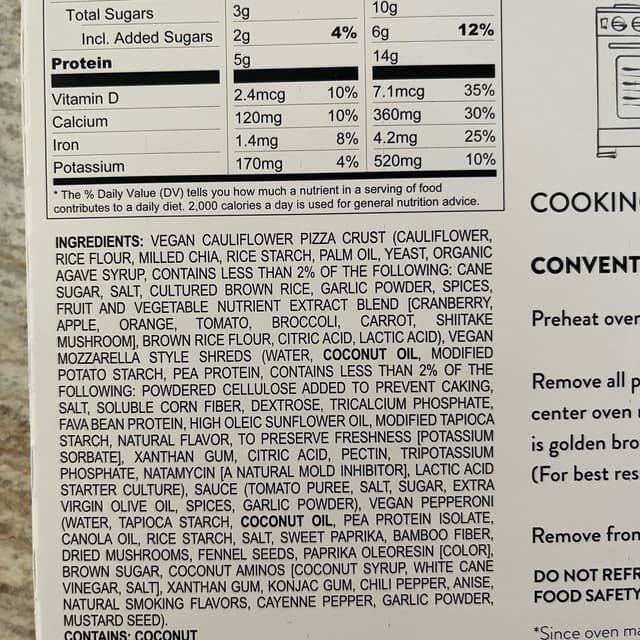 Total Sugars 3g 10g
Incl. Added Sugars 2g 4% 6g 12%
Protein 5g 14g
Vitamin D 2.4mcg 10% 7.1mcg 35%
Calcium 120mg 10% 360mg 30%
Iron 1.4mg 8% 4.2mg 25%
Potassium 170mg 4% 520mg 10%
* The % Daily Value (DV) tells you how much a nutrient in a serving of food
contributes to a daily diet. 2,000 calories a day is used for general nutrition advice.
INGREDIENTS: VEGAN CAULIFLOWER PIZZA CRUST (CAULIFLOWER,
RICE FLOUR, MILLED CHIA, RICE STARCH, PALM OIL, YEAST, ORGANIC
AGAVE SYRUP, CONTAINS LESS THAN 2% OF THE FOLLOWING: CANE
SUGAR, SALT, CULTURED BROWN RICE, GARLIC POWDER, SPICES,
FRUIT AND VEGETABLE NUTRIENT EXTRACT BLEND [CRANBERRY,
APPLE, ORANGE, TOMATO, BROCCOLI, CARROT, SHIITAKE
MUSHROOM], BROWN RICE FLOUR, CITRIC ACID, LACTIC ACID), VEGAN
MOZZARELLA STYLE SHREDS (WATER, COCONUT OIL, MODIFIED
POTATO STARCH, PEA PROTEIN, CONTAINS LESS THAN 2% OF THE
FOLLOWING: POWDERED CELLULOSE ADDED TO PREVENT CAKING,
SALT, SOLUBLE CORN FIBER, DEXTROSE, TRICALCIUM PHOSPHATE,
FAVA BEAN PROTEIN, HIGH OLEIC SUNFLOWER OIL, MODIFIED TAPIOCA
STARCH, NATURAL FLAVOR, TO PRESERVE FRESHNESS [POTASSIUM
SORBATE], XANTHAN GUM, CITRIC ACID, PECTIN, TRIPOTASSIUM
PHOSPHATE, NATAMYCIN [A NATURAL MOLD INHIBITOR], LACTIC ACID
STARTER CULTURE), SAUCE (TOMATO PUREE, SALT, SUGAR, EXTRA
VIRGIN OLIVE OIL, SPICES, GARLIC POWDER), VEGAN PEPPERONI
(WATER, TAPIOCA STARCH, COCONUT OIL, PEA PROTEIN ISOLATE,
CANOLA OIL, RICE STARCH, SALT, SWEET PAPRIKA, BAMBOO FIBER,
DRIED MUSHROOMS, FENNEL SEEDS, PAPRIKA OLEORESIN [COLOR],
BROWN SUGAR, COCONUT AMINOS [COCONUT SYRUP, WHITE CANE
VINEGAR, SALT], XANTHAN GUM, KONJAC GUM, CHILI PEPPER, ANISE,
NATURAL SMOKING FLAVORS, CAYENNE PEPPER, GARLIC POWDER,
MUSTARD SEED).
CONTAINS: COCONUT
COOKIN
CONVENT
Preheat over
Remove all p
center oven
is golden bro
(For best res
Remove fron
DO NOT REFR
FOOD SAFETY
*Since oven ma